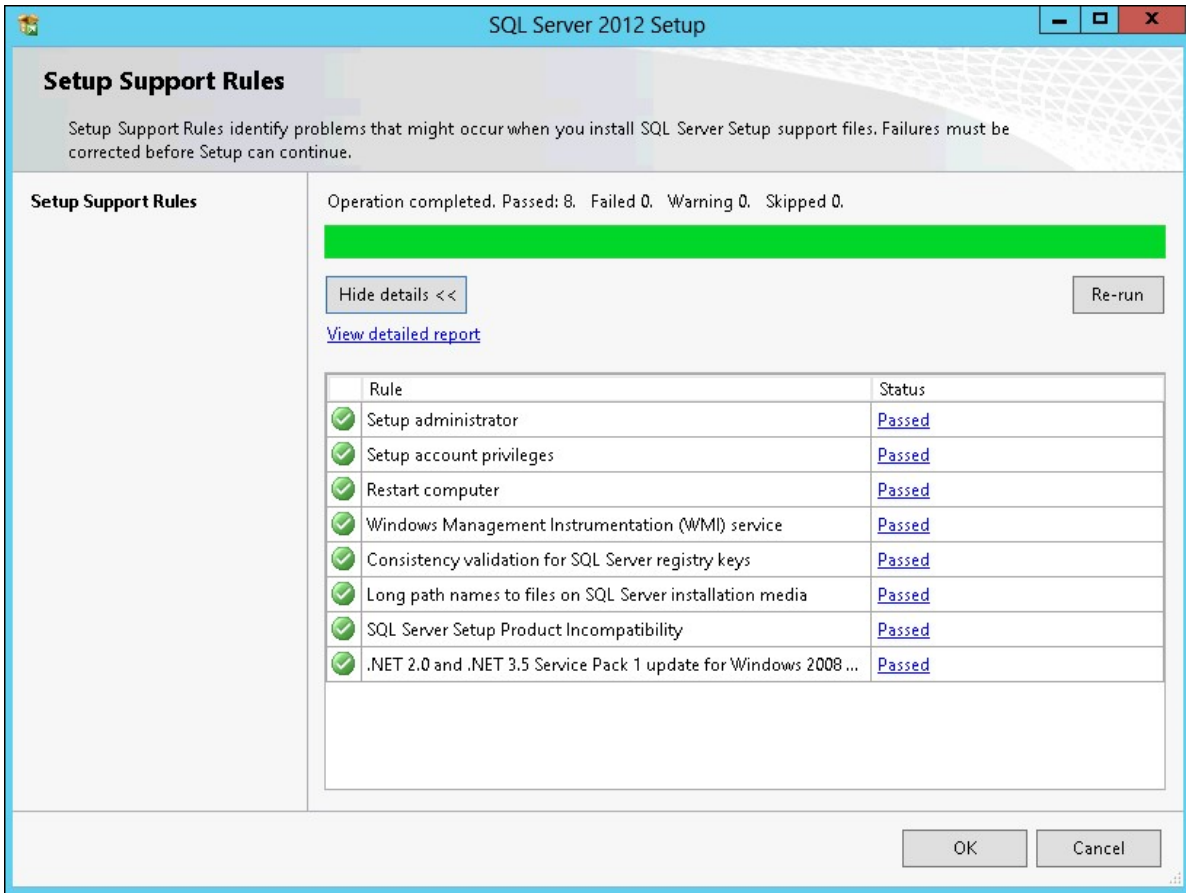 SQL Server 2012 Setup
Setup Support Rules
Setup Support Rules identify problems that might occur when you install SQL Server Setup support files. Failures must be
corrected before Setup can continue.
Setup Support Rules
Operation completed. Passed: 8.   Failed 0.   Warning 0.   Skipped 0.
Hide details <<
Re-run
View detailed report
Rule Status
Setup administrator Passed
Setup account privileges Passed
Restart computer Passed
Windows Management Instrumentation (WMI) service Passed
Consistency validation for SQL Server registry keys Passed
Long path names to files on SQL Server installation media Passed
SQL Server Setup Product Incompatibility Passed
.NET 2.0 and .NET 3.5 Service Pack 1 update for Windows 2008 ... Passed
OK Cancel